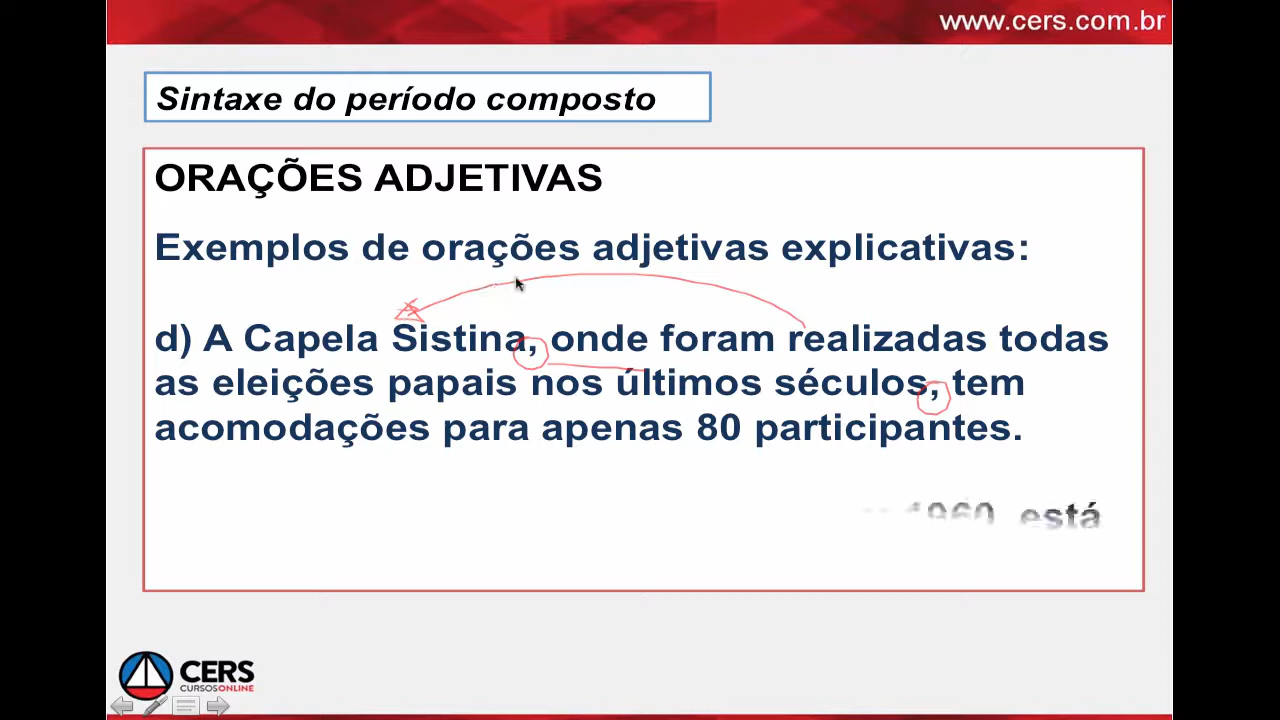 www.cers.com.br
Sintaxe do período composto
ORAÇÕES ADJETIVAS
Exemplos de orações adjetivas explicativas:
d) A Capela Sistina, onde foram realizadas todas
as eleições papais nos últimos séculos, tem
acomodações para apenas 80 participantes.
1960 está
CERS
CURSOSONLINE